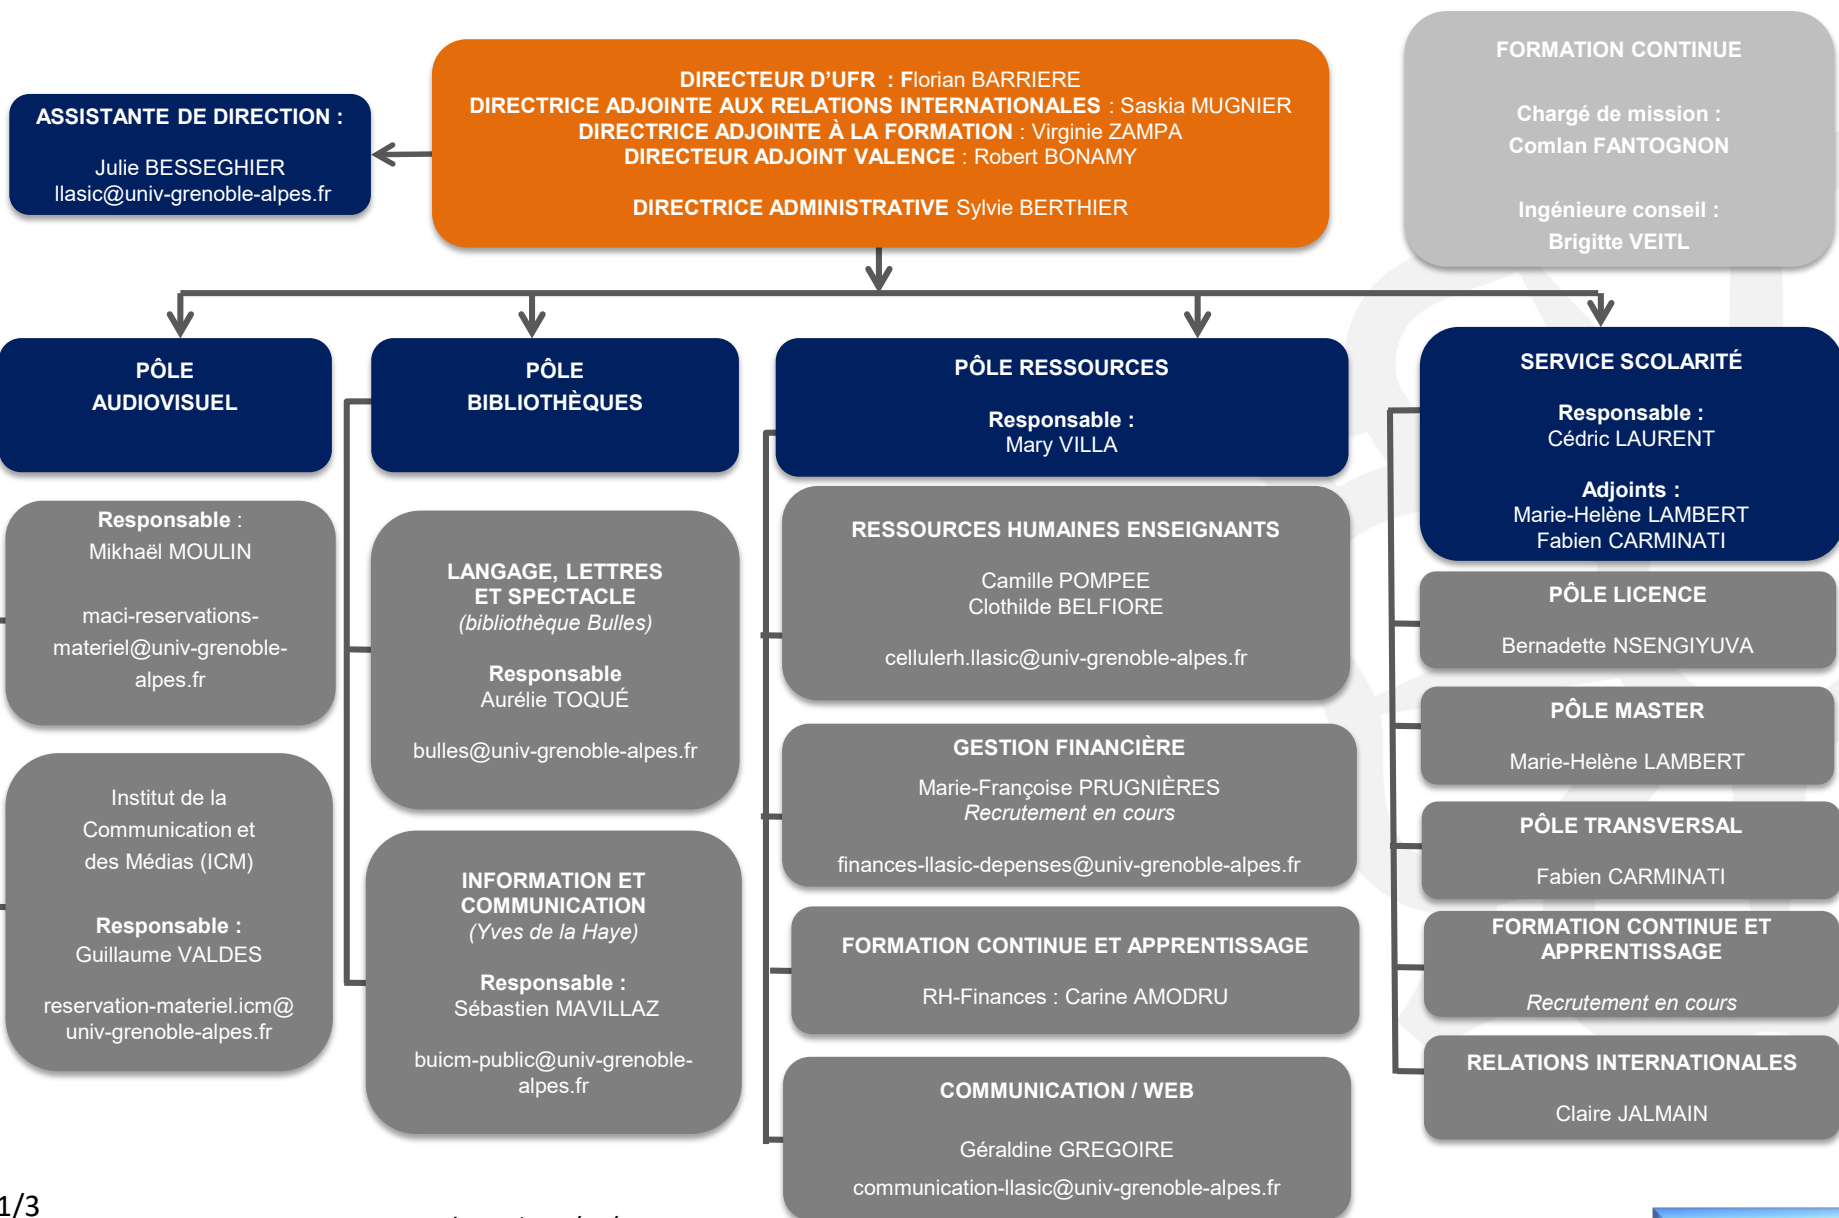 ASSISTANTE DE DIRECTION :
Julie BESSEGHIER
llasic@univ-grenoble-alpes.fr
DIRECTEUR D'UFR : Florian BARRIERE
DIRECTRICE ADJOINTE AUX RELATIONS INTERNATIONALES : Saskia MUGNIER
DIRECTRICE ADJOINTE À LA FORMATION : Virginie ZAMPA
DIRECTEUR ADJOINT VALENCE : Robert BONAMY
DIRECTRICE ADMINISTRATIVE Sylvie BERTHIER
FORMATION CONTINUE
Chargé de mission :
Comlan FANTOGNON
Ingénieure conseil :
Brigitte VEITL
PÔLE
AUDIOVISUEL
Responsable :
Mikhaël MOULIN
maci-reservations-
materiel@univ-grenoble-
alpes.fr
Institut de la
Communication et
des Médias (ICM)
Responsable :
Guillaume VALDES
reservation-materiel.icm@
univ-grenoble-alpes.fr
PÔLE
BIBLIOTHÈQUES
LANGAGE, LETTRES
ET SPECTACLE
(bibliothèque Bulles)
Responsable
Aurélie TOQUÉ
bulles@univ-grenoble-alpes.fr
INFORMATION ET
COMMUNICATION
(Yves de la Haye)
Responsable :
Sébastien MAVILLAZ
buicm-public@univ-grenoble-
alpes.fr
PÔLE RESSOURCES
Responsable :
Mary VILLA
RESSOURCES HUMAINES ENSEIGNANTS
Camille POMPEE
Clothilde BELFIORE
cellulerh.llasic@univ-grenoble-alpes.fr
GESTION FINANCIÈRE
Marie-Françoise PRUGNIÈRES
Recrutement en cours
finances-llasic-depenses@univ-grenoble-alpes.fr
FORMATION CONTINUE ET APPRENTISSAGE
RH-Finances : Carine AMODRU
COMMUNICATION / WEB
Géraldine GREGOIRE
communication-llasic@univ-grenoble-alpes.fr
SERVICE SCOLARITÉ
Responsable :
Cédric LAURENT
Adjoints :
Marie-Helène LAMBERT
Fabien CARMINATI
PÔLE LICENCE
Bernadette NSENGIYUVA
PÔLE MASTER
Marie-Helène LAMBERT
PÔLE TRANSVERSAL
Fabien CARMINATI
FORMATION CONTINUE ET
APPRENTISSAGE
Recrutement en cours
RELATIONS INTERNATIONALES
Claire JALMAIN
1/3